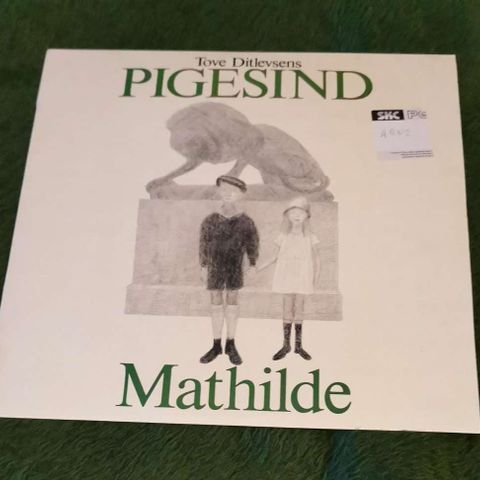 Tove Ditlevsens
PIGESIND
SKC
Mathilde